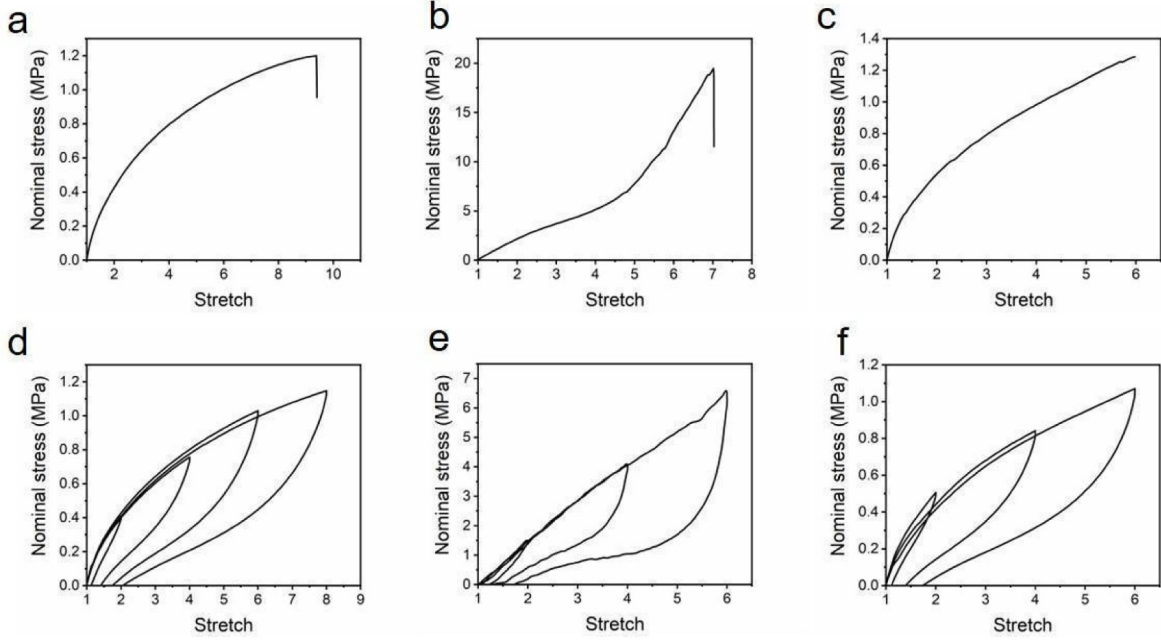 a
Nominal stress (MPa)
1.2
1.0
0.8
0.6
0.4
0.2
0.0
2 4 6 8 10
Stretch
b
Nominal stress (MPa)
20
15
10
5
0
1 2 3 4 5 6 7 8
Stretch
c
Nominal stress (MPa)
1.4
1.2
1.0
0.8
0.6
0.4
0.2
0.0
1 2 3 4 5 6
Stretch
d
Nominal stress (MPa)
1.2
1.0
0.8
0.6
0.4
0.2
0.0
1 2 3 4 5 6 7 8 9
Stretch
e
Nominal stress (MPa)
7
6
5
4
3
2
1
0
1 2 3 4 5 6
Stretch
f
Nominal stress (MPa)
1.2
1.0
0.8
0.6
0.4
0.2
0.0
1 2 3 4 5 6
Stretch